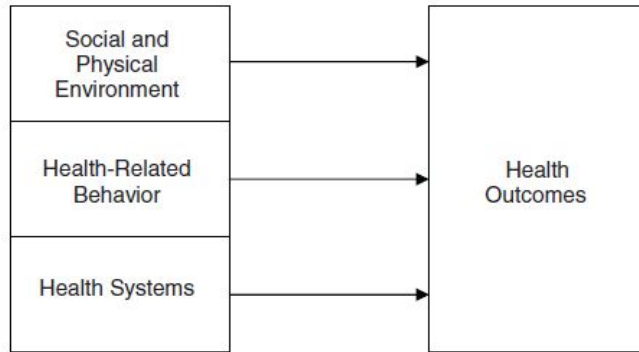 Social and
Physical
Environment
Health-Related
Behavior
Health Systems
Health
Outcomes